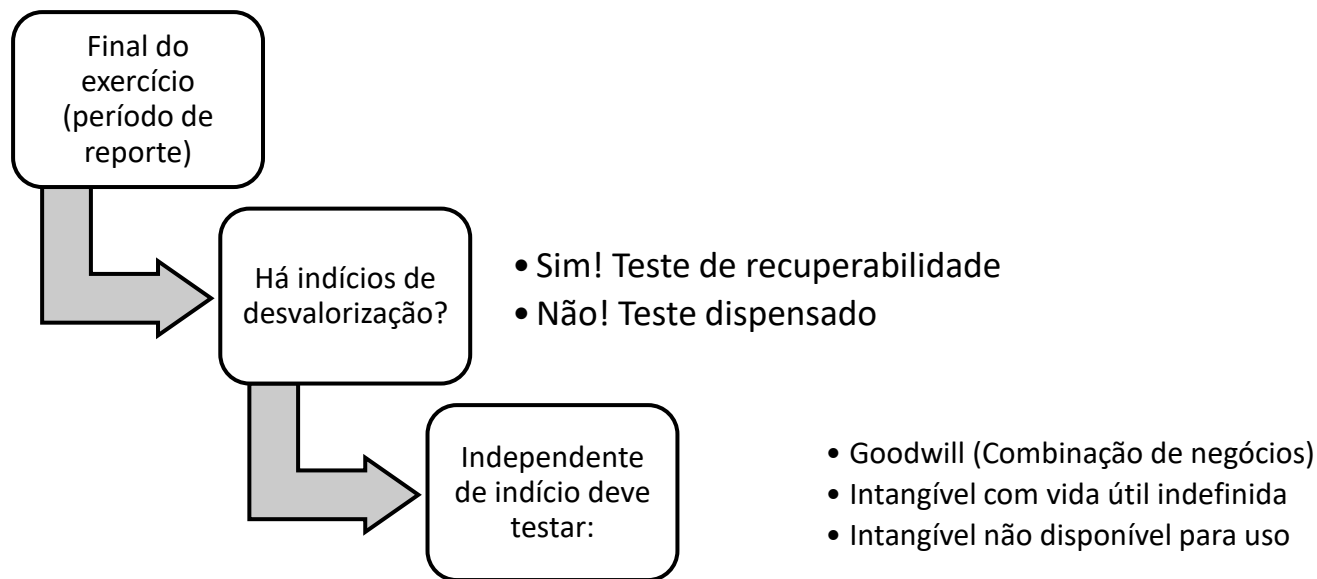 Final do
exercício
(período de
reporte)
Há indícios de
desvalorização?
• Sim! Teste de recuperabilidade
• Não! Teste dispensado
Independente
de indício deve
testar:
• Goodwill (Combinação de negócios)
• Intangível com vida útil indefinida
• Intangível não disponível para uso